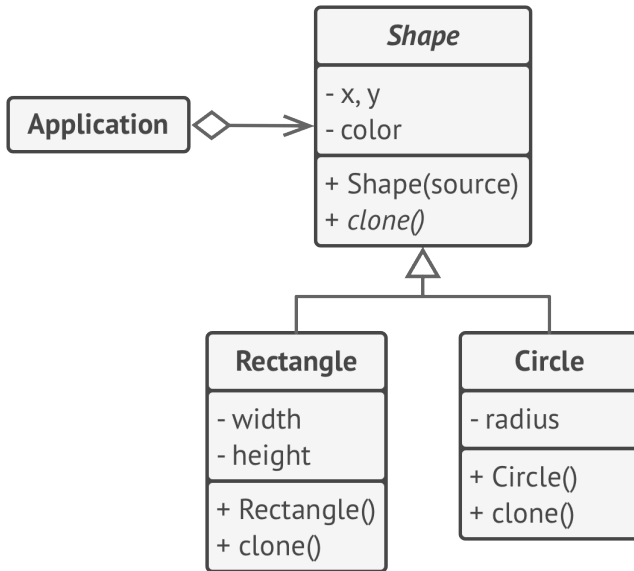 Shape
- x, y
- color
+ Shape(source)
+ clone()
Application
Rectangle
- width
- height
+ Rectangle()
+ clone()
Circle
- radius
+ Circle()
+ clone()